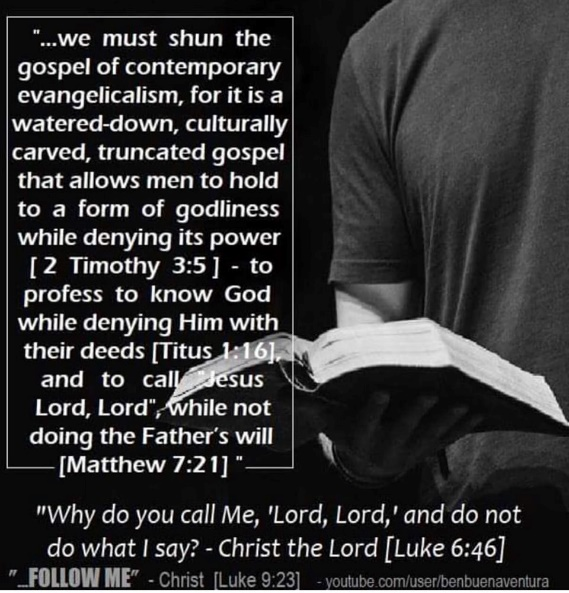 "...we must shun the
gospel of contemporary
evangelicalism, for it is a
watered-down, culturally
carved, truncated gospel
that allows men to hold
to a form of godliness
while denying its power
[ 2 Timothy 3:5 ] - to
profess to know God
while denying Him with
their deeds [Titus 1:16],
and to call "Jesus
Lord, Lord", while not
doing the Father's will
[Matthew 7:21] "
"Why do you call Me, 'Lord, Lord,' and do not
do what I say? - Christ the Lord [Luke 6:46]
"...FOLLOW ME" - Christ [Luke 9:23] - youtube.com/user/benbuenaventura